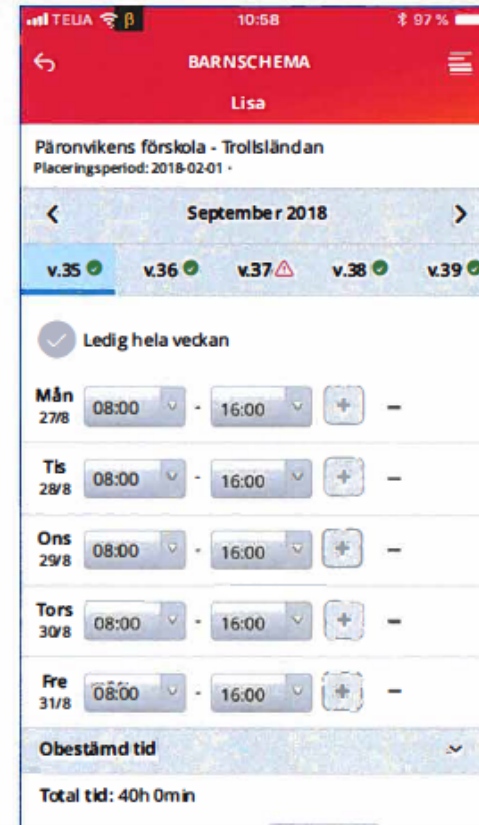 TELIA β 10:58 97 %
BARNSCHEMA
Lisa
Päronvikens förskola - Trollsländan
Placeringsperiod: 2018-02-01 -
< September 2018 >
v.35 v.36 v.37 v.38 v.39
Ledig hela veckan
Mån 08:00 - 16:00 + –
27/8
Tis 08:00 - 16:00 + –
28/8
Ons 08:00 - 16:00 + –
29/8
Tors 08:00 - 16:00 + –
30/8
Fre 08:00 - 16:00 + –
31/8
Obestämd tid
Total tid: 40h 0min